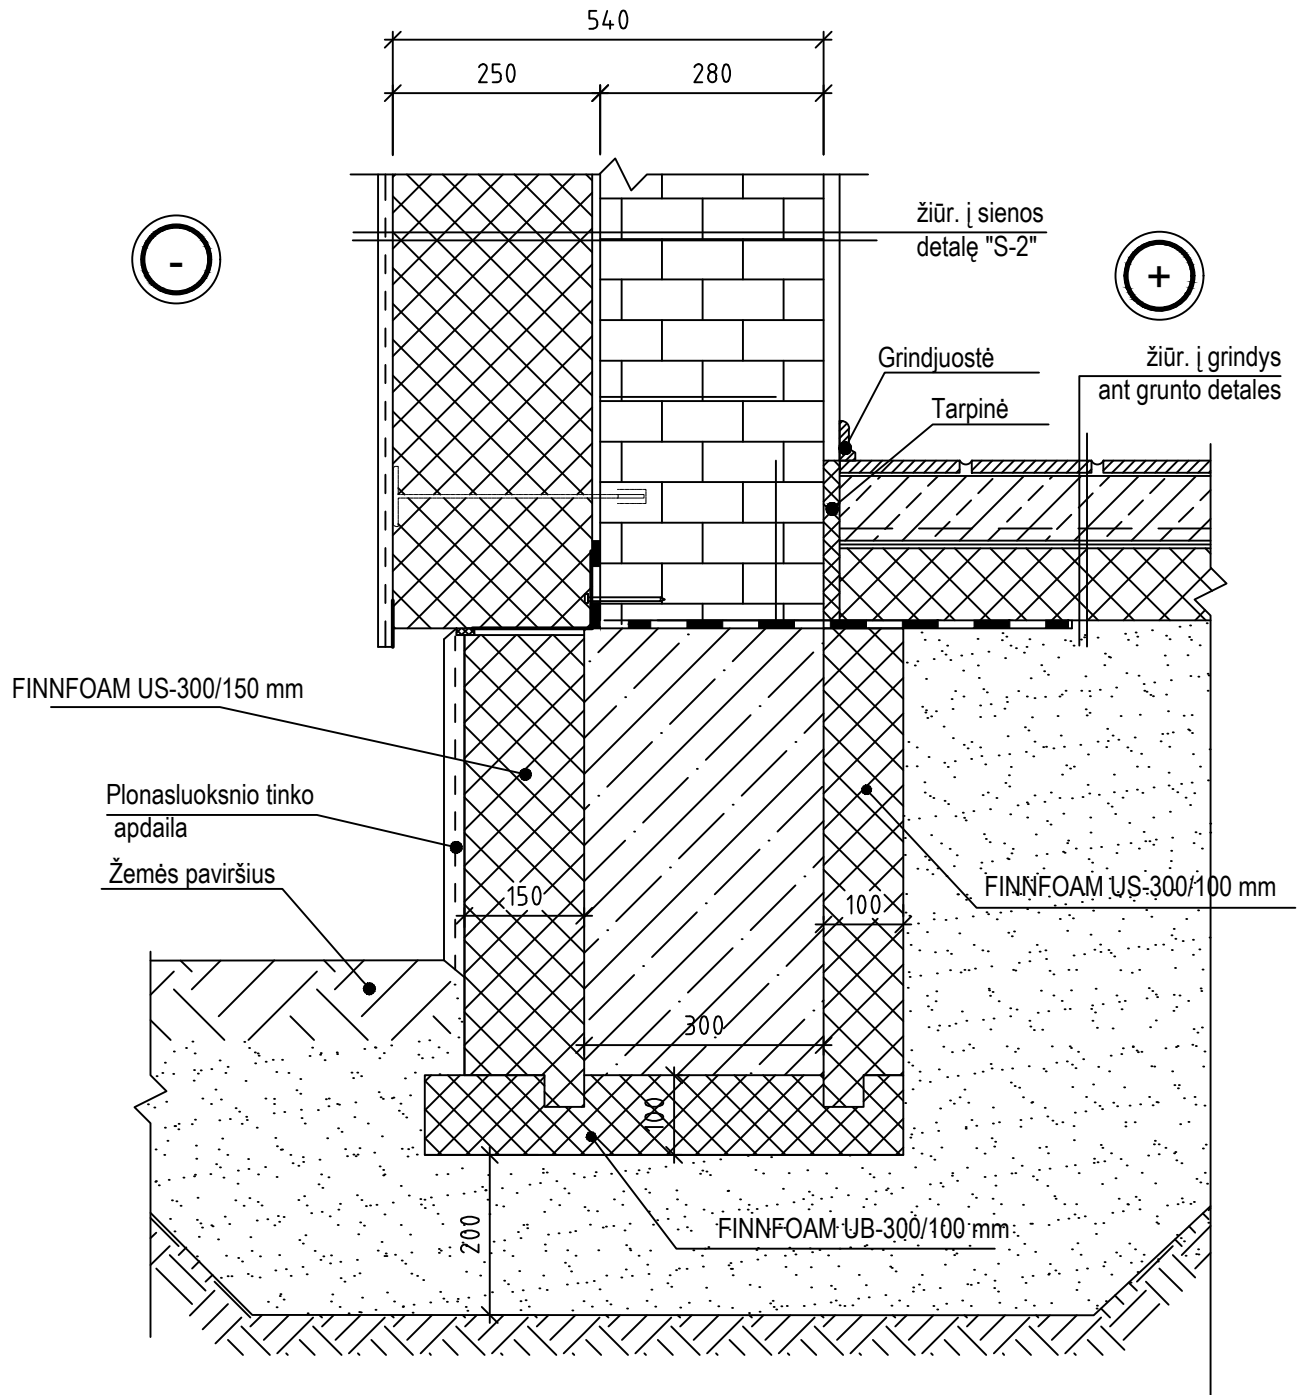 540
250
280
žiūr. į sienos
detalę "S-2"
-
+
Grindjuostė
žiūr. į grindys
ant grunto detales
Tarpinė
FINNFOAM US-300/150 mm
Plonasluoksnio tinko
apdaila
Žemės paviršius
150
100
FINNFOAM US-300/100 mm
300
100
200
FINNFOAM UB-300/100 mm